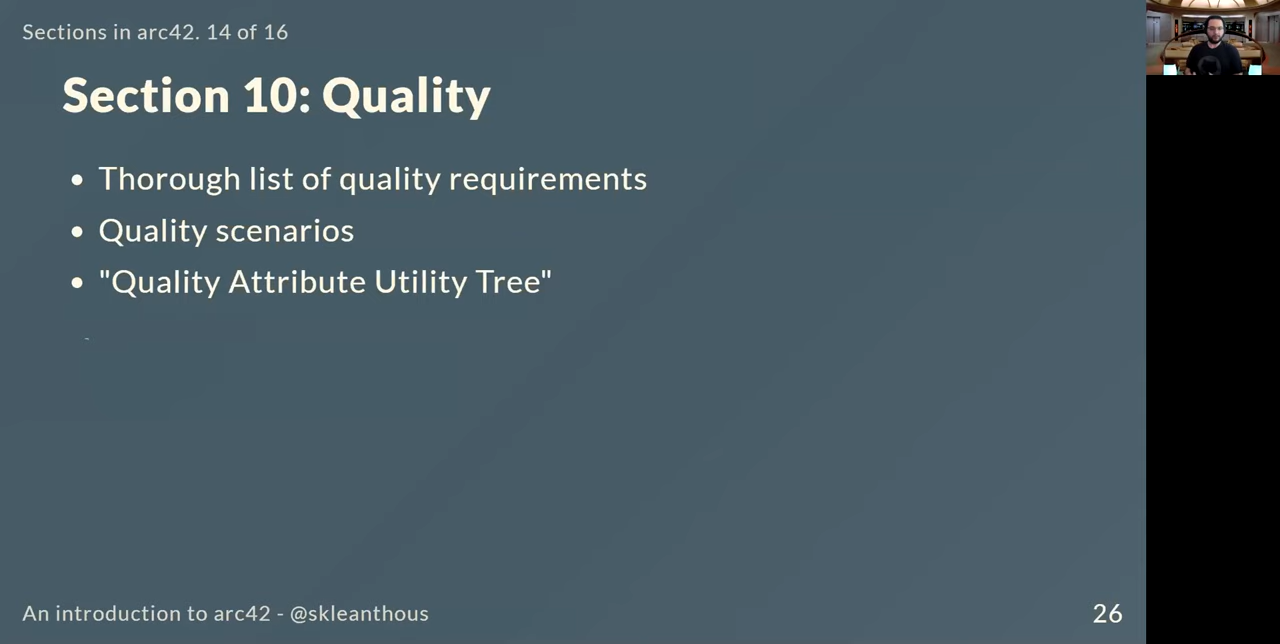 Sections in arc42. 14 of 16
Section 10: Quality
• Thorough list of quality requirements
• Quality scenarios
• "Quality Attribute Utility Tree"
An introduction to arc42 - @skleanthous
26